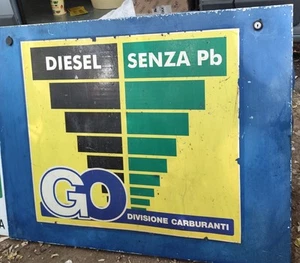 DIESEL SENZA Pb
GO
DIVISIONE CARBURANTI